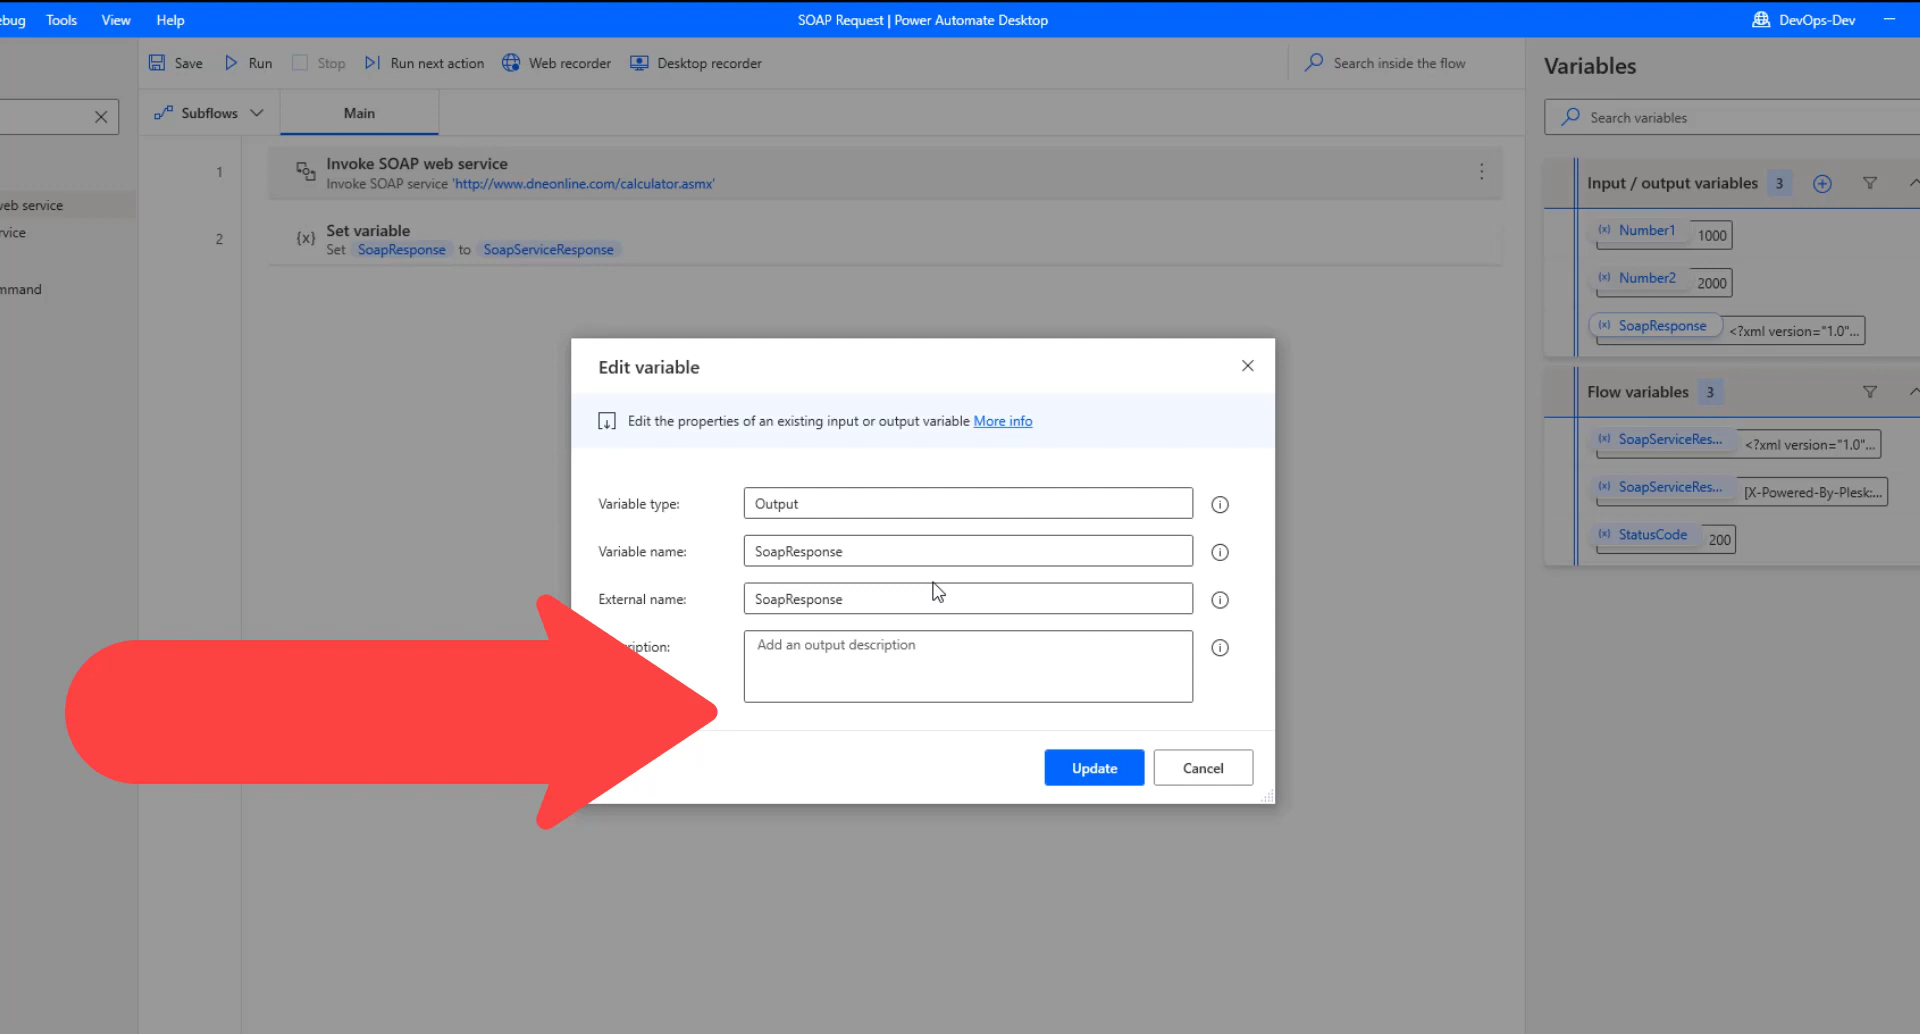 Tools View Help
SOAP Request | Power Automate Desktop
DevOps-Dev
Save Run Stop Run next action Web recorder Desktop recorder
Search inside the flow
Subflows
Main
web service
1
Invoke SOAP web service
Invoke SOAP service 'http://www.dneonline.com/calculator.asmx'
2
Set variable
Set SoapResponse to SoapServiceResponse
Edit variable
Edit the properties of an existing input or output variable More info
Variable type: Output
Variable name: SoapResponse
External name: SoapResponse
Add an output description
Update Cancel
Variables
Search variables
Input / output variables 3
Number1 1000
Number2 2000
SoapResponse <?xml version="1.0"...
Flow variables 3
SoapServiceRes... <?xml version="1.0"...
SoapServiceRes... [X-Powered-By-Plesk:...
StatusCode 200